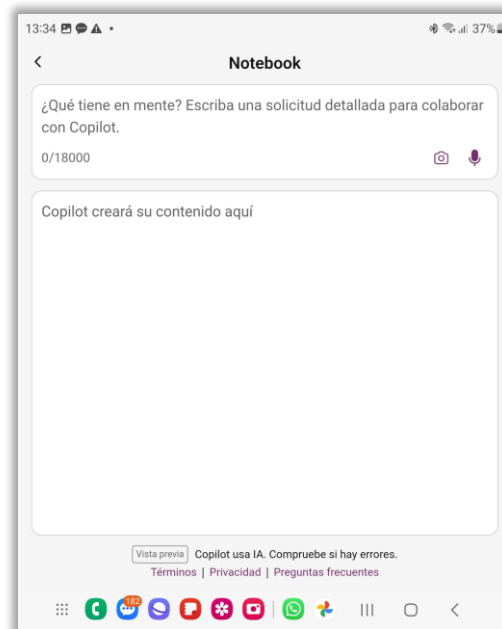 13:34
37%
Notebook
¿Qué tiene en mente? Escriba una solicitud detallada para colaborar
con Copilot.
0/18000
Copilot creará su contenido aquí
Vista previa Copilot usa IA. Compruebe si hay errores.
Términos | Privacidad | Preguntas frecuentes
182